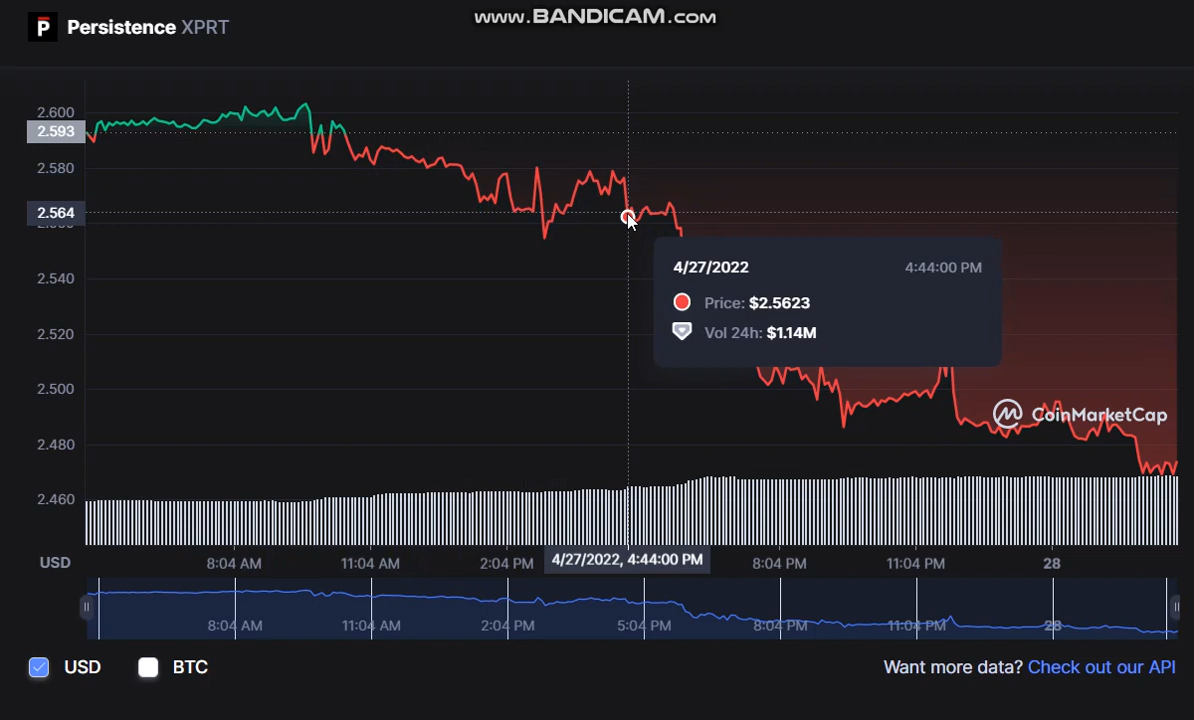 www.BANDICAM.com
P Persistence XPRT
2.600
2.593
2.580
2.564
2.540
2.520
2.500
2.480
2.460
4/27/2022 4:44:00 PM
Price: $2.5623
Vol 24h: $1.14M
CoinMarketCap
USD 8:04 AM 11:04 AM 2:04 PM 4/27/2022, 4:44:00 PM 8:04 PM 11:04 PM 28
8:04 AM 11:04 AM 2:04 PM 5:04 PM 8:04 PM 11:04 PM 28
USD BTC Want more data? Check out our API